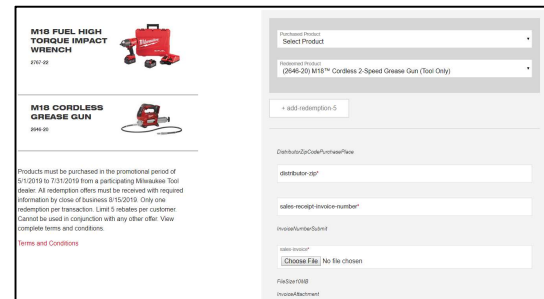 M18 FUEL HIGH
TORQUE IMPACT
WRENCH
2767-22
Milwaukee
M18 CORDLESS
GREASE GUN
2646-20
Products must be purchased in the promotional period of
5/1/2019 to 7/31/2019 from a participating Milwaukee Tool
dealer. All redemption offers must be received with required
information by close of business 8/15/2019. Only one
redemption per transaction. Limit 5 rebates per customer.
Cannot be used in conjunction with any other offer. View
complete terms and conditions.
Terms and Conditions
Purchased Product
Select Product
Redeemed Product
(2646-20) M18™ Cordless 2-Speed Grease Gun (Tool Only)
+ add-redemption-5
DistributorZipCodePurchasePlace
distributor-zip*
sales-receipt-invoice-number*
InvoiceNumberSubmit
sales-invoice*
Choose File No file chosen
FileSize10MB
InvoiceAttachment